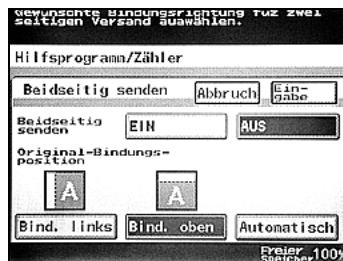 Gewünschte Bindungsrichtung für zwei
seitigen Versand auswählen.
Hilfsprogramm/Zähler
Beidseitig senden
Abbruch
Ein-
gabe
Beidseitig
senden
EIN
AUS
Original-Bindungs-
position
A
A
Bind. links
Bind. oben
Automatisch
Freier
Speicher 100%